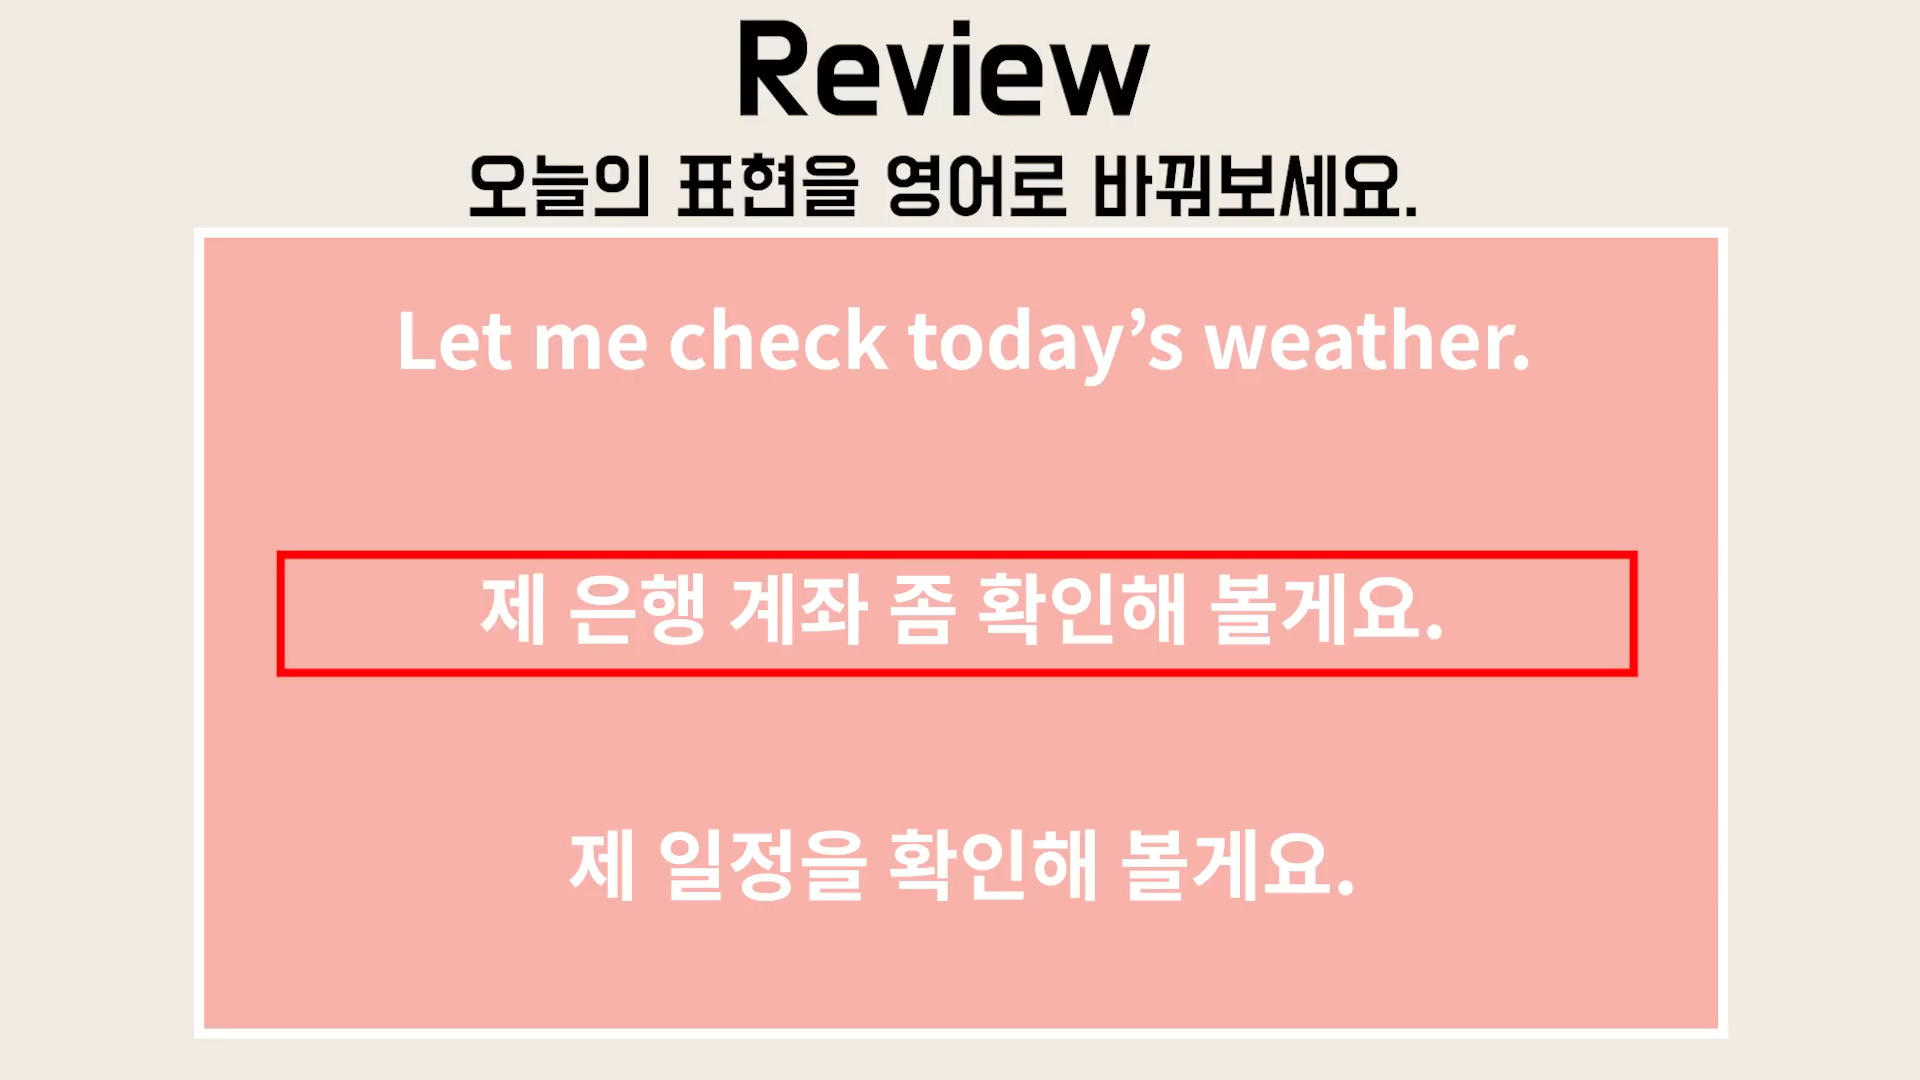 Review
오늘의 표현을 영어로 바꿔보세요.
Let me check today’s weather.
제 은행 계좌 좀 확인해 볼게요.
제 일정을 확인해 볼게요.